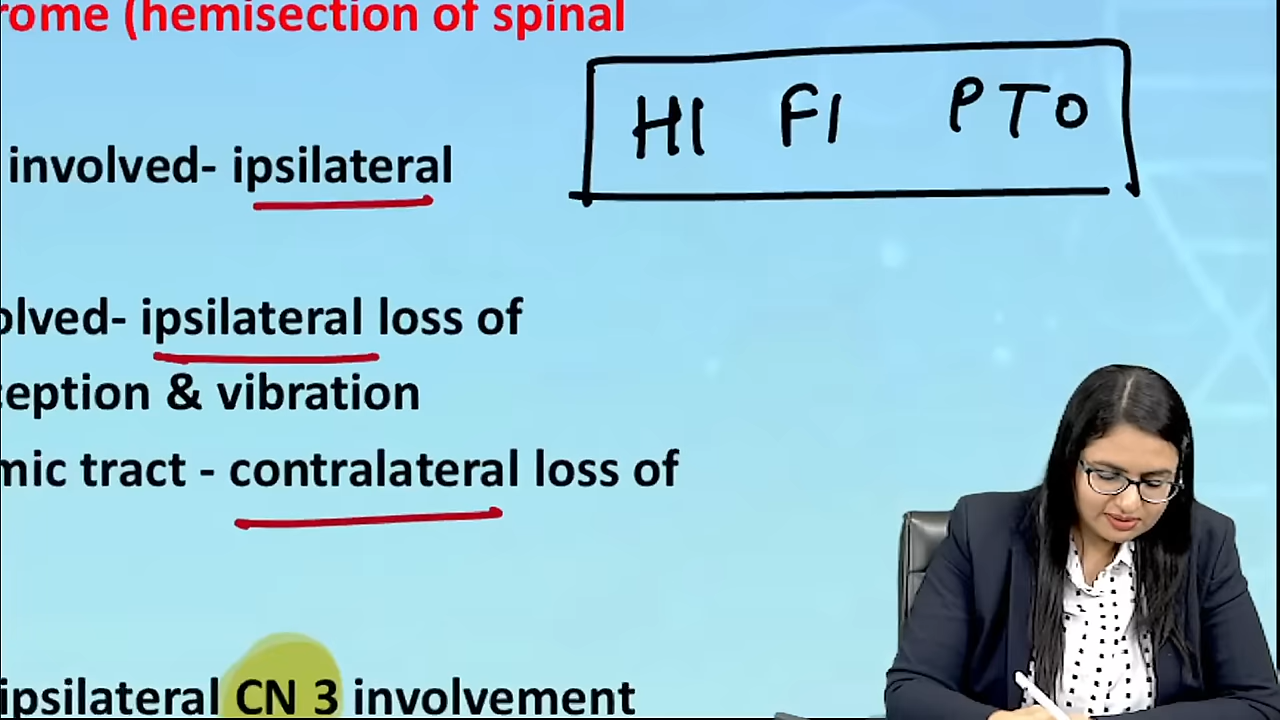 rome (hemisection of spinal
HI FI PTO
involved- ipsilateral
olved- ipsilateral loss of
ception & vibration
mic tract - contralateral loss of
ipsilateral CN 3 involvement